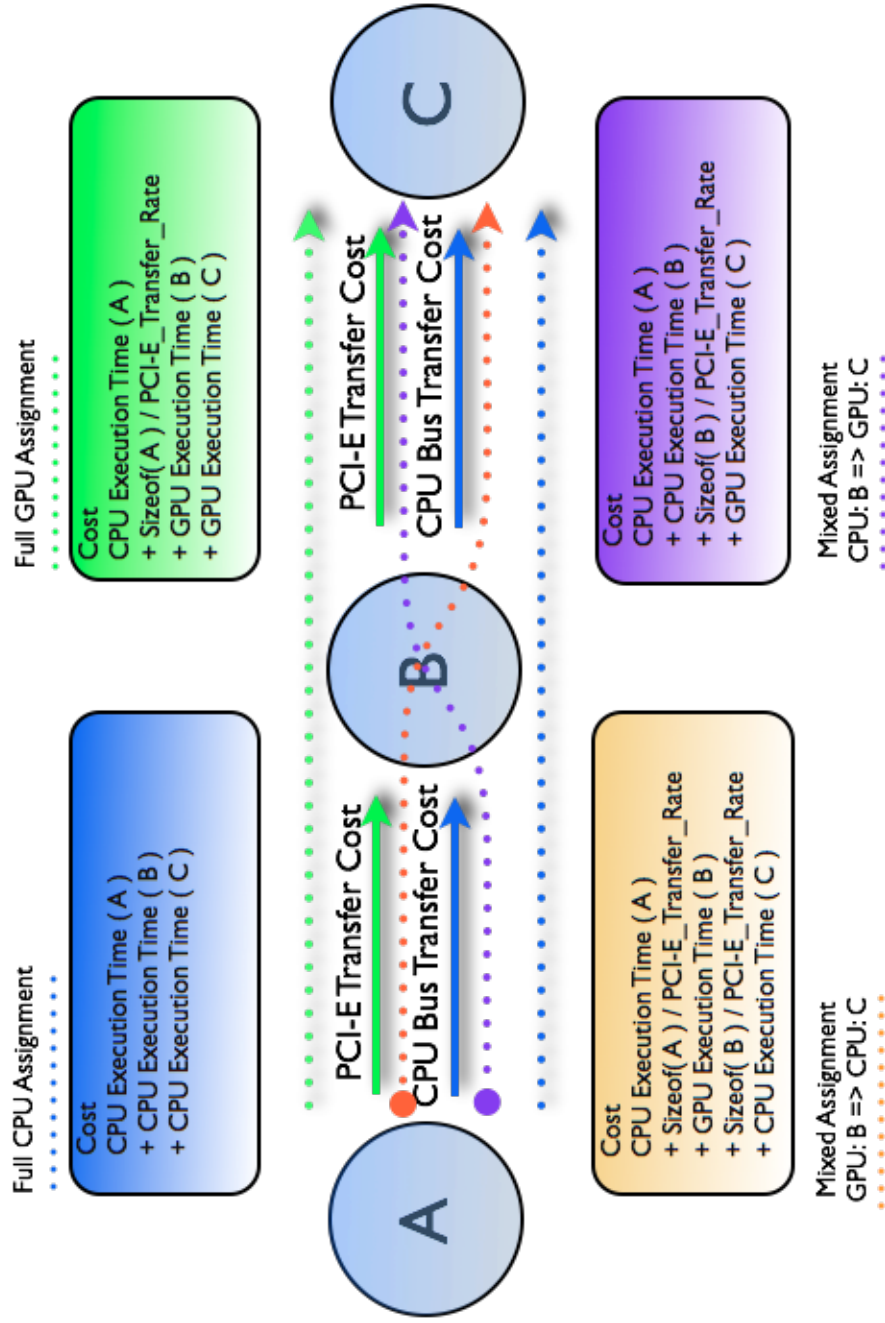 Full CPU Assignment
Cost
CPU Execution Time ( A )
+ CPU Execution Time ( B )
+ CPU Execution Time ( C )
Full GPU Assignment
Cost
CPU Execution Time ( A )
+ Sizeof( A ) / PCI-E_Transfer_Rate
+ GPU Execution Time ( B )
+ GPU Execution Time ( C )
A
PCI-E Transfer Cost
CPU Bus Transfer Cost
B
PCI-E Transfer Cost
CPU Bus Transfer Cost
C
Cost
CPU Execution Time ( A )
+ Sizeof( A ) / PCI-E_Transfer_Rate
+ GPU Execution Time ( B )
+ Sizeof( B ) / PCI-E_Transfer_Rate
+ CPU Execution Time ( C )
Mixed Assignment
GPU: B => CPU: C
Cost
CPU Execution Time ( A )
+ CPU Execution Time ( B )
+ Sizeof( B ) / PCI-E_Transfer_Rate
+ GPU Execution Time ( C )
Mixed Assignment
CPU: B => GPU: C